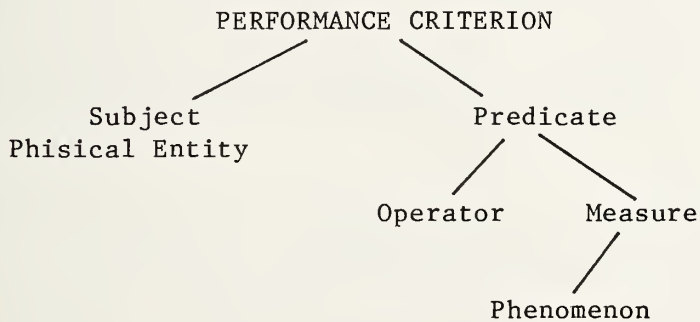 PERFORMANCE CRITERION
Subject Predicate
Phisical Entity
Operator Measure
Phenomenon